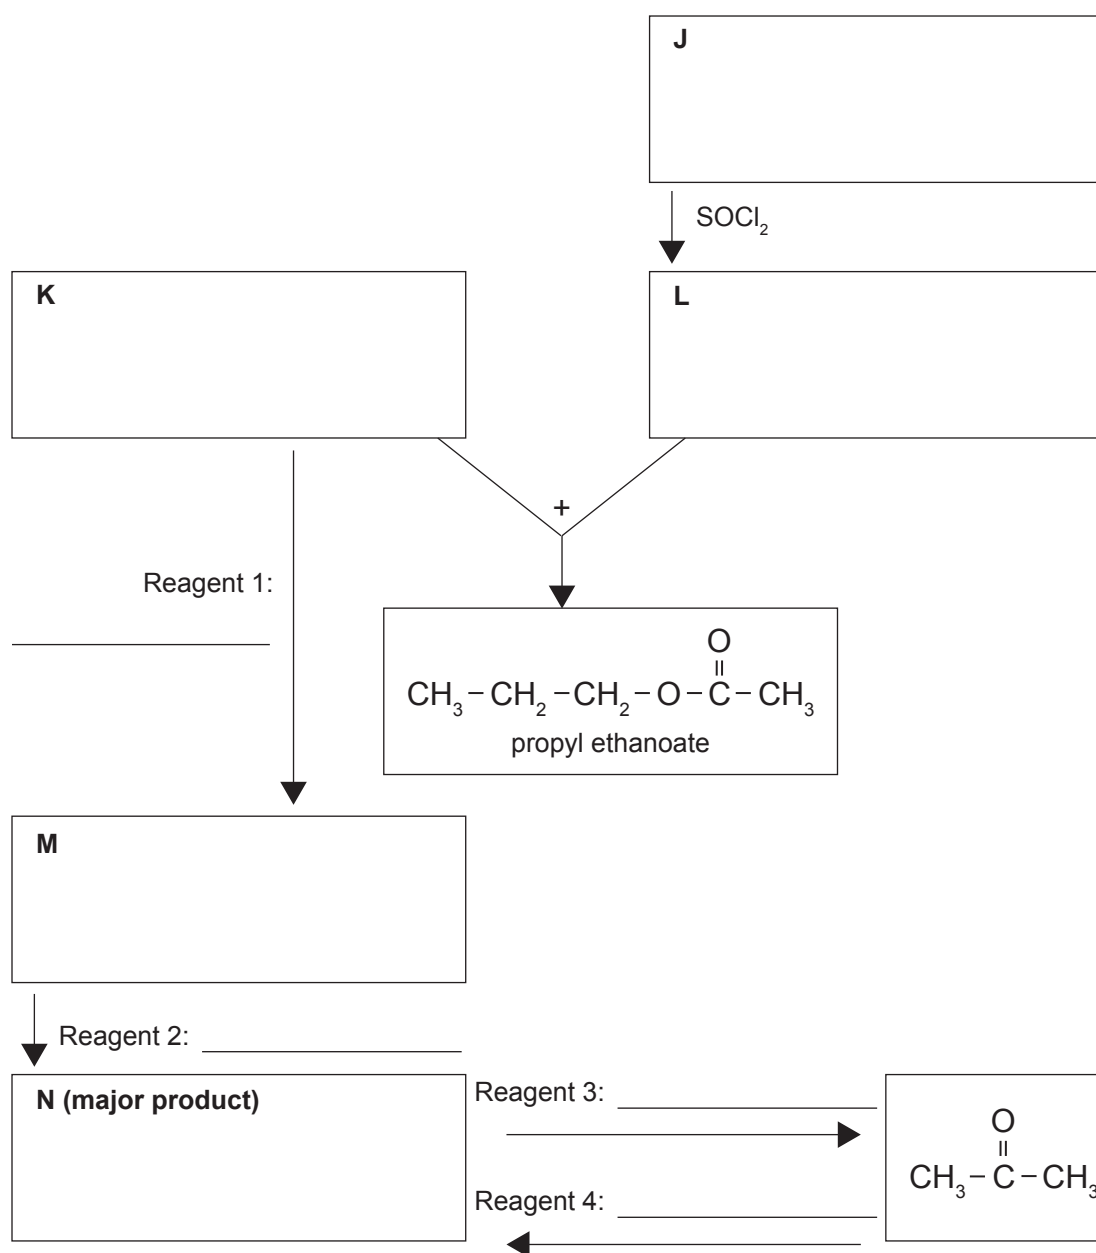 J
SOCl₂
K
L
+
Reagent 1:
O
CH₃–CH₂–CH₂–O–C–CH₃
propyl ethanoate
M
Reagent 2:
N (major product)
Reagent 3:
O
CH₃–C–CH₃
Reagent 4: